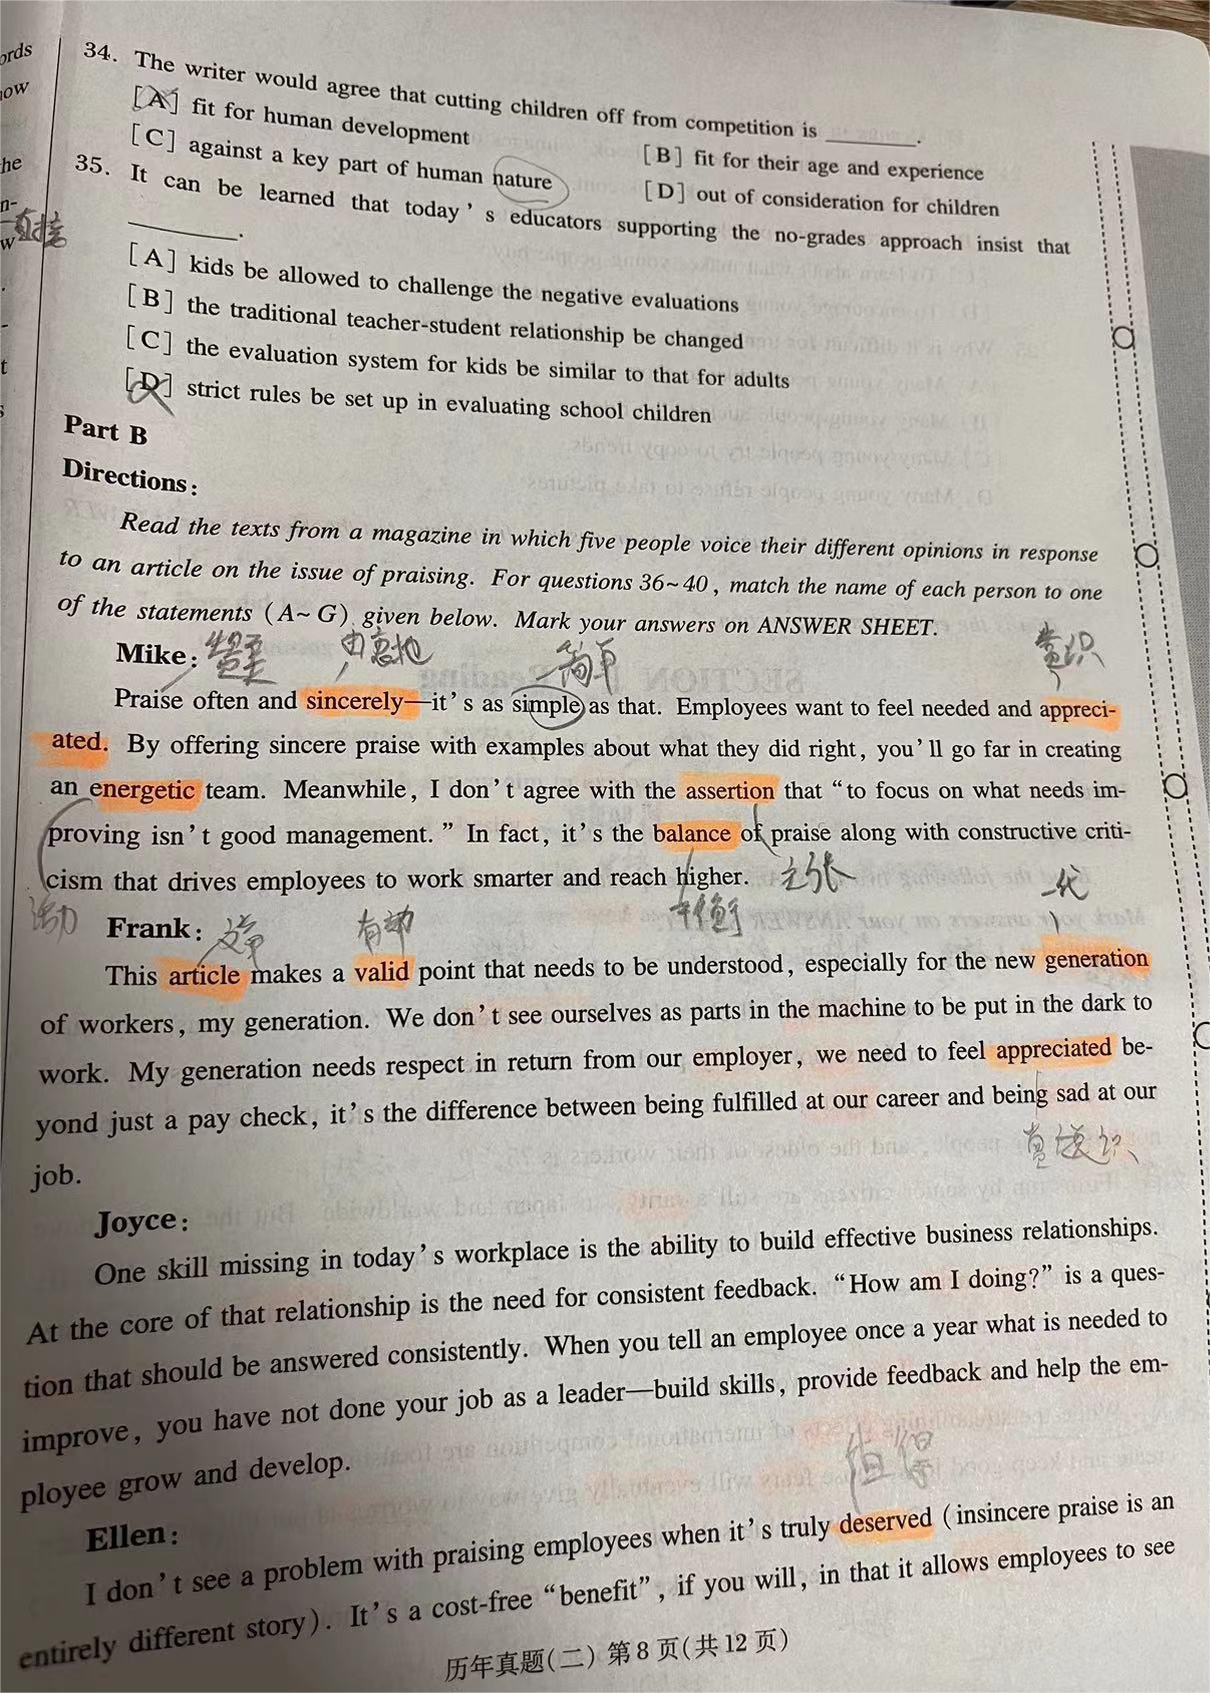 ords
now
he
n-
w
t
34. The writer would agree that cutting children off from competition is ______.
[A] fit for human development
[B] fit for their age and experience
[C] against a key part of human nature
[D] out of consideration for children
35. It can be learned that today's educators supporting the no-grades approach insist that
______.
[A] kids be allowed to challenge the negative evaluations
[B] the traditional teacher-student relationship be changed
[C] the evaluation system for kids be similar to that for adults
[D] strict rules be set up in evaluating school children
Part B
Directions:
Read the texts from a magazine in which five people voice their different opinions in response
to an article on the issue of praising. For questions 36~40, match the name of each person to one
of the statements (A~G) given below. Mark your answers on ANSWER SHEET.
Mike:
简单
赏识
Praise often and sincerely—it's as simple as that. Employees want to feel needed and appreci-
ated. By offering sincere praise with examples about what they did right, you'll go far in creating
an energetic team. Meanwhile, I don't agree with the assertion that "to focus on what needs im-
proving isn't good management." In fact, it's the balance of praise along with constructive criti-
cism that drives employees to work smarter and reach higher.
主张
一代
活力
Frank:
文章
有効
平衡
This article makes a valid point that needs to be understood, especially for the new generation
of workers, my generation. We don't see ourselves as parts in the machine to be put in the dark to
work. My generation needs respect in return from our employer, we need to feel appreciated be-
yond just a pay check, it's the difference between being fulfilled at our career and being sad at our
job.
Joyce:
One skill missing in today's workplace is the ability to build effective business relationships.
At the core of that relationship is the need for consistent feedback. "How am I doing?" is a ques-
tion that should be answered consistently. When you tell an employee once a year what is needed to
improve, you have not done your job as a leader—build skills, provide feedback and help the em-
ployee grow and develop.
Ellen:
I don't see a problem with praising employees when it's truly deserved (insincere praise is an
entirely different story). It's a cost-free "benefit", if you will, in that it allows employees to see
历年真题(二) 第8页(共12页)